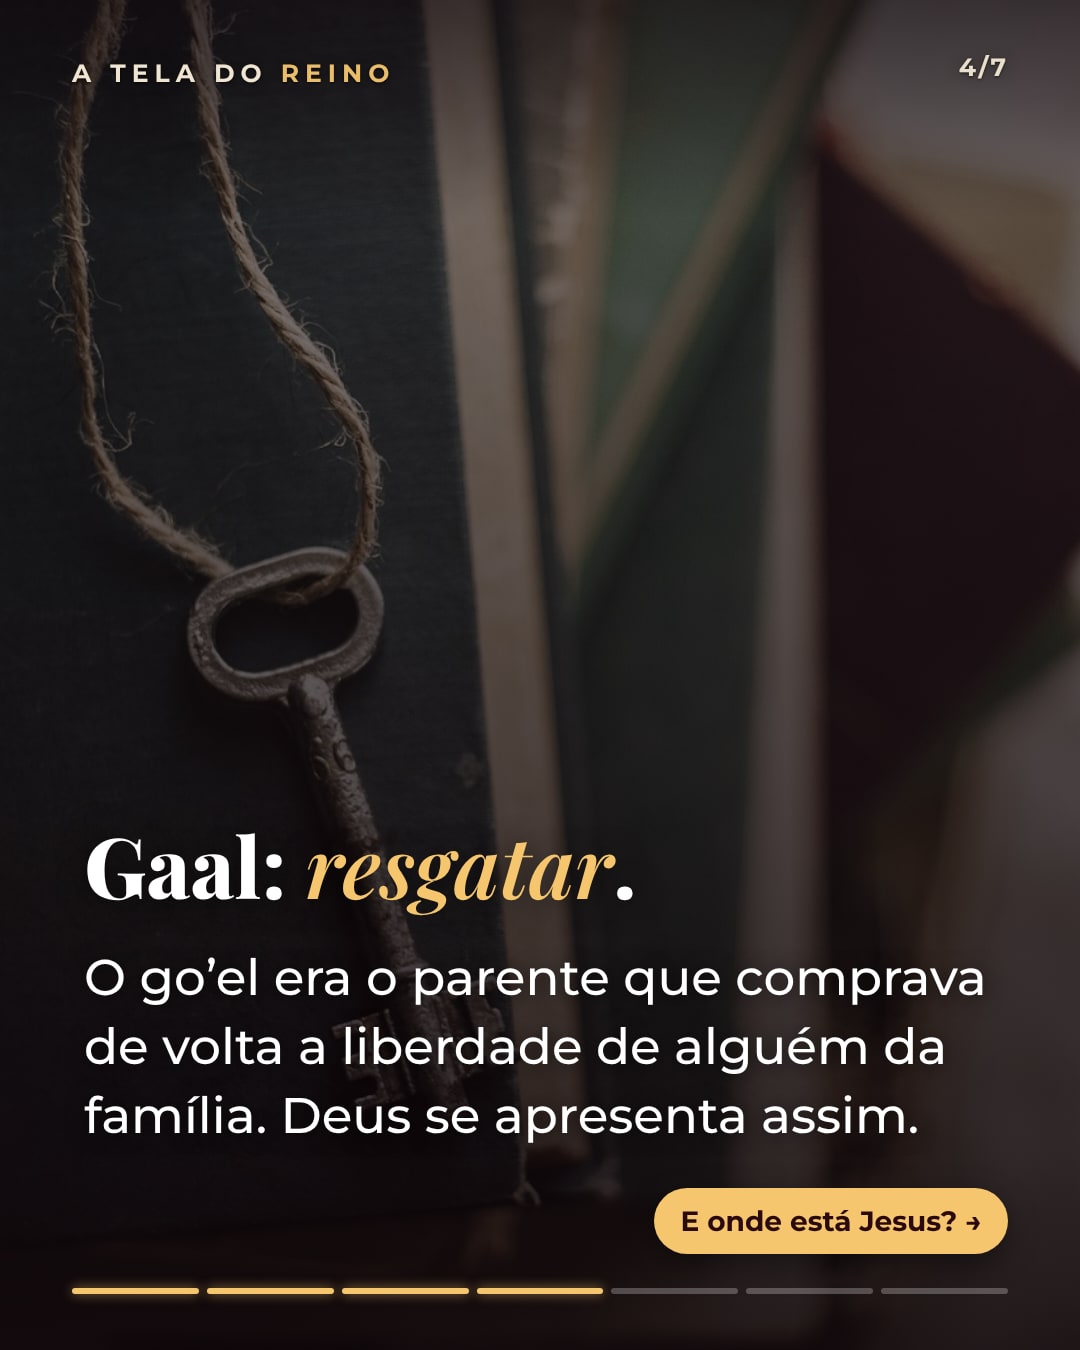 A TELA DO REINO
4/7
Gaal: resgatar.
O go’el era o parente que comprava
de volta a liberdade de alguém da
família. Deus se apresenta assim.
E onde está Jesus? →